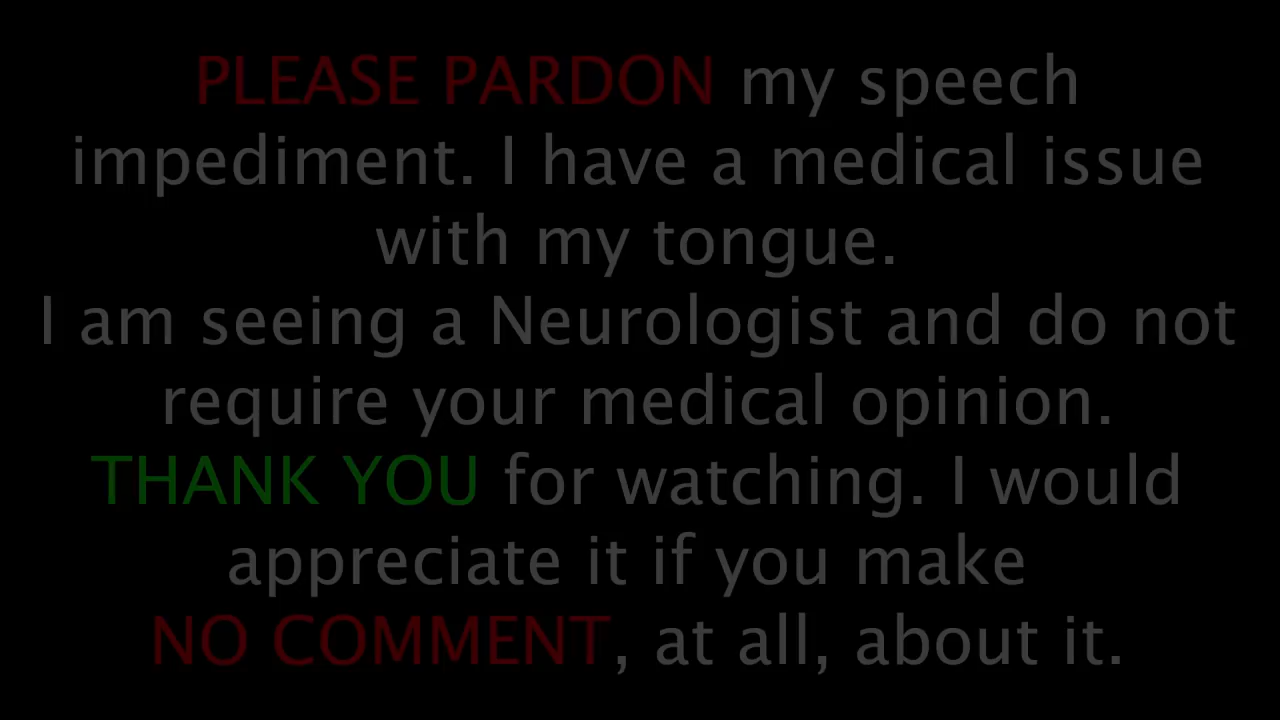 PLEASE PARDON my speech
impediment. I have a medical issue
with my tongue.
I am seeing a Neurologist and do not
require your medical opinion.
THANK YOU for watching. I would
appreciate it if you make
NO COMMENT, at all, about it.